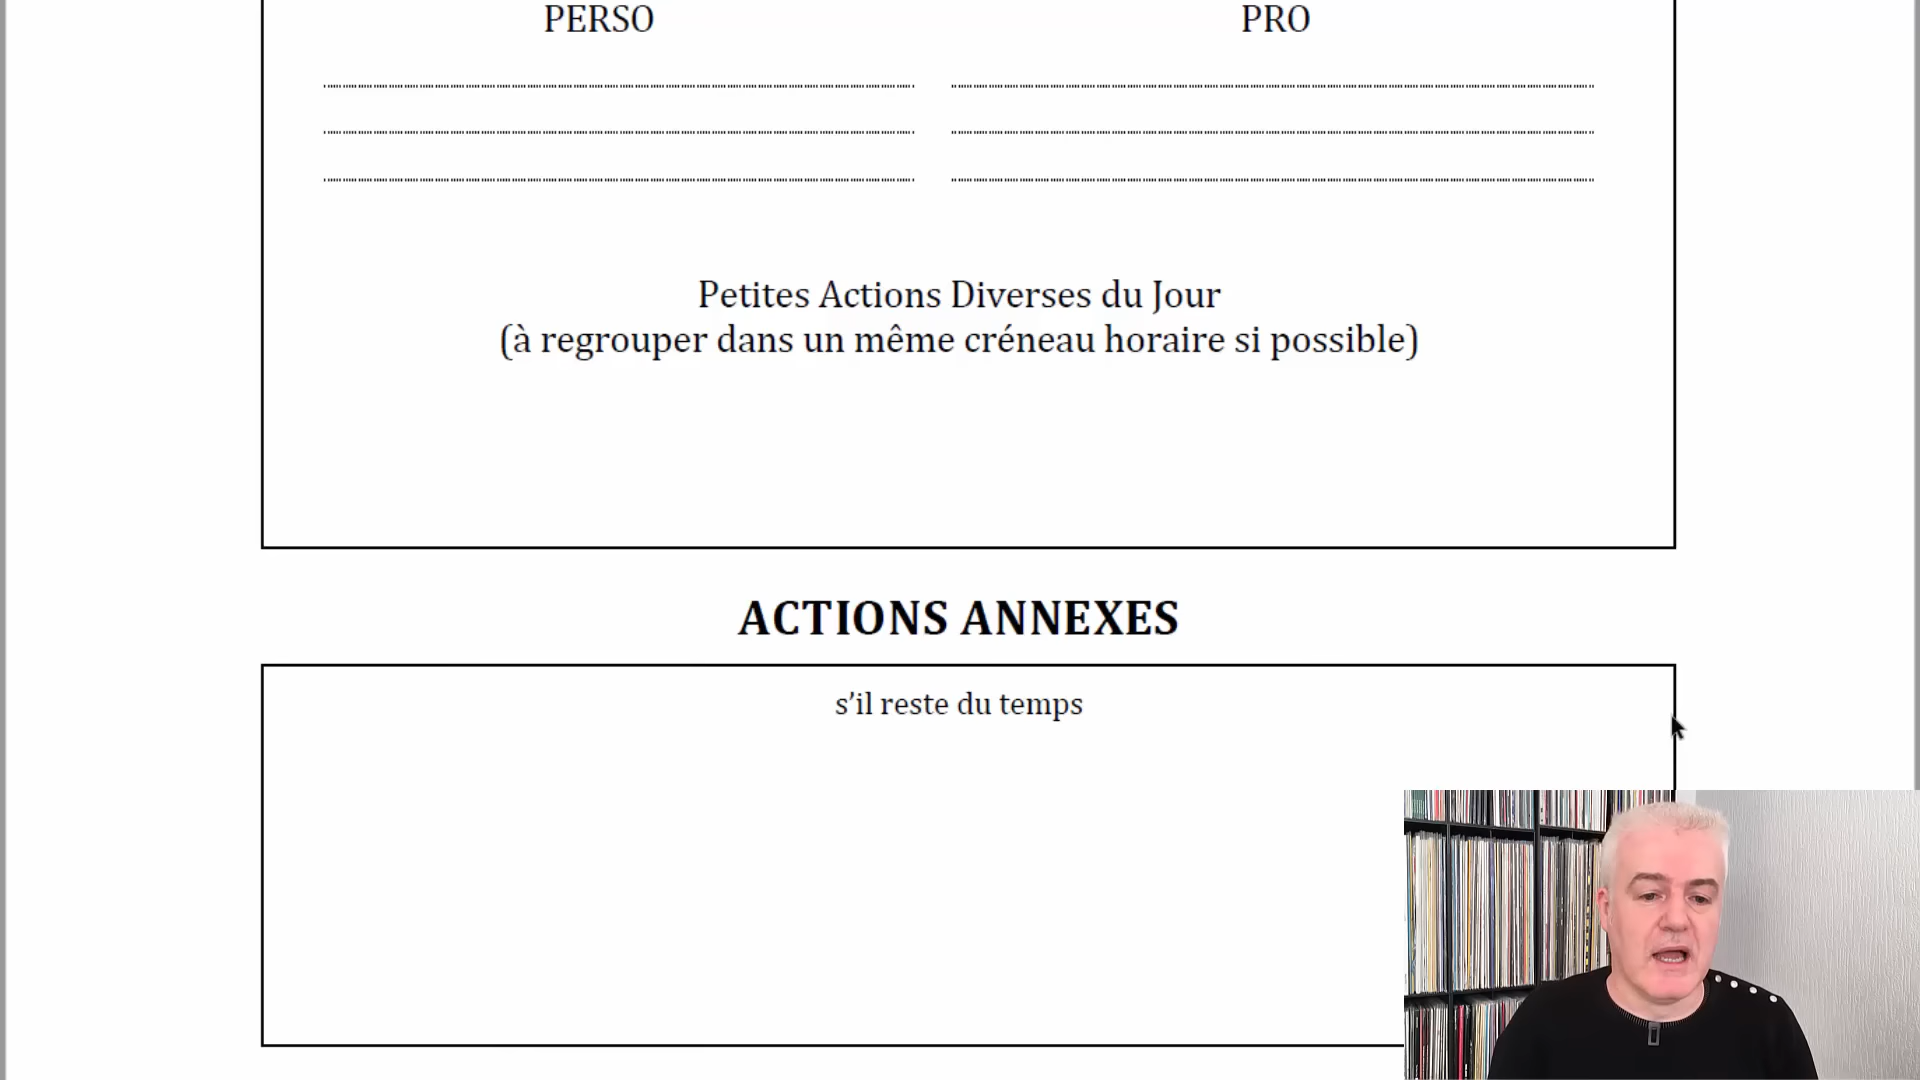 PERSO
PRO
Petites Actions Diverses du Jour
(à regrouper dans un même créneau horaire si possible)
ACTIONS ANNEXES
s’il reste du temps